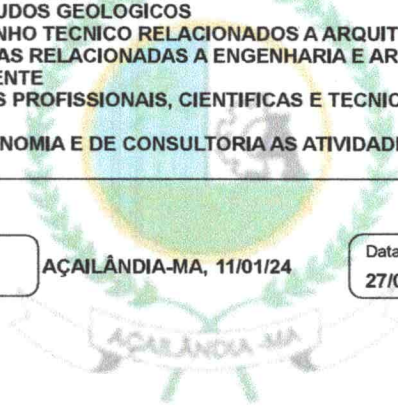 UDOS GEOLOGICOS
NHO TECNICO RELACIONADOS A ARQUIT
AS RELACIONADAS A ENGENHARIA E AR
ENTE
S PROFISSIONAIS, CIENTIFICAS E TECNIC
NOMIA E DE CONSULTORIA AS ATIVIDAD
AÇAILÂNDIA-MA, 11/01/24
Data
27/0
AÇAILÂNDIA -MA